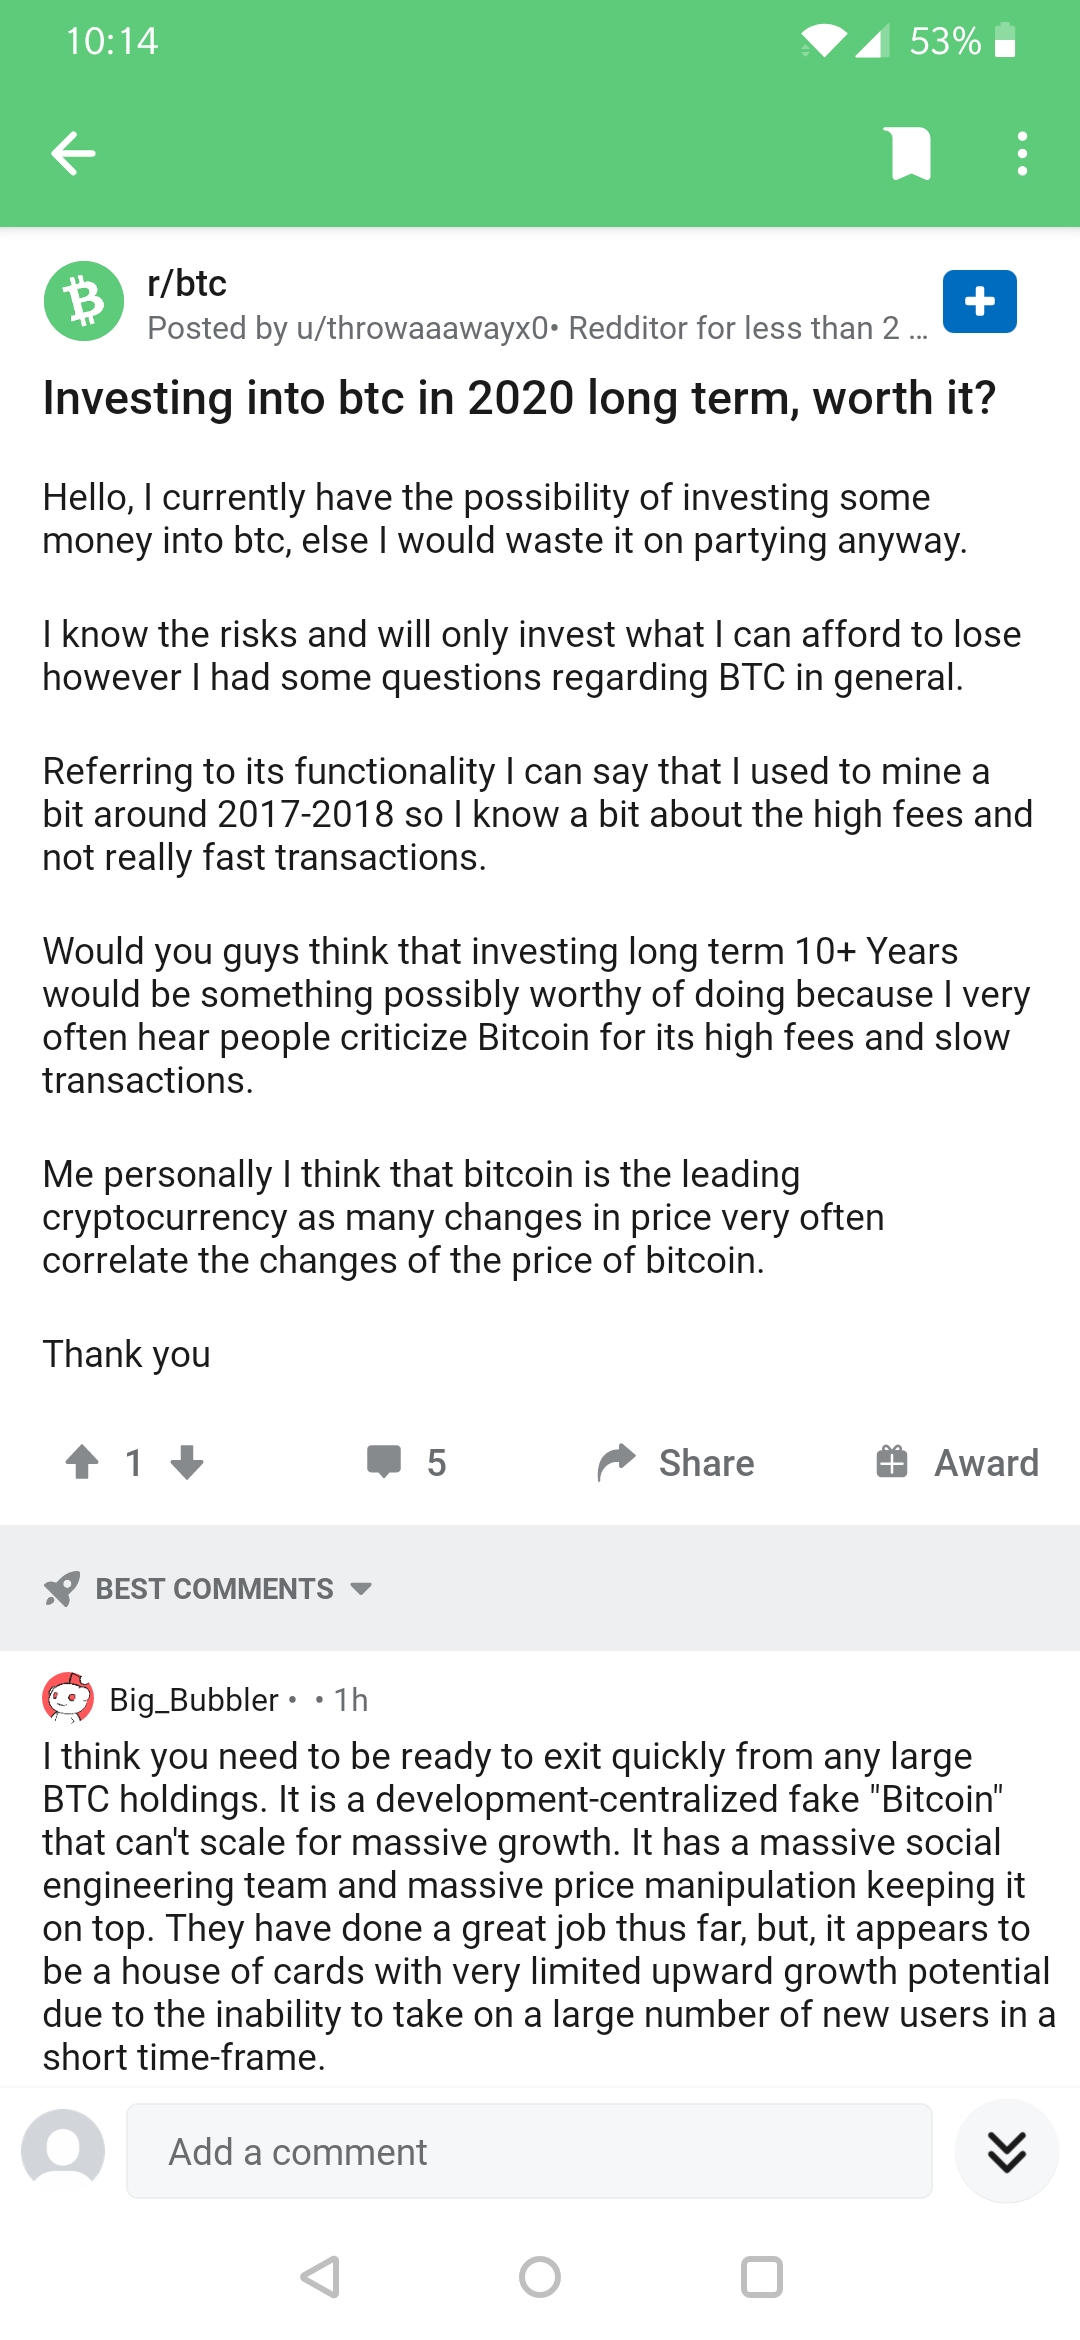 10:14
53%
r/btc
Posted by u/throwaaawayx0• Redditor for less than 2 ...
Investing into btc in 2020 long term, worth it?
Hello, I currently have the possibility of investing some
money into btc, else I would waste it on partying anyway.
I know the risks and will only invest what I can afford to lose
however I had some questions regarding BTC in general.
Referring to its functionality I can say that I used to mine a
bit around 2017-2018 so I know a bit about the high fees and
not really fast transactions.
Would you guys think that investing long term 10+ Years
would be something possibly worthy of doing because I very
often hear people criticize Bitcoin for its high fees and slow
transactions.
Me personally I think that bitcoin is the leading
cryptocurrency as many changes in price very often
correlate the changes of the price of bitcoin.
Thank you
1
5
Share
Award
BEST COMMENTS
Big_Bubbler • • 1h
I think you need to be ready to exit quickly from any large
BTC holdings. It is a development-centralized fake "Bitcoin"
that can't scale for massive growth. It has a massive social
engineering team and massive price manipulation keeping it
on top. They have done a great job thus far, but, it appears to
be a house of cards with very limited upward growth potential
due to the inability to take on a large number of new users in a
short time-frame.
Add a comment